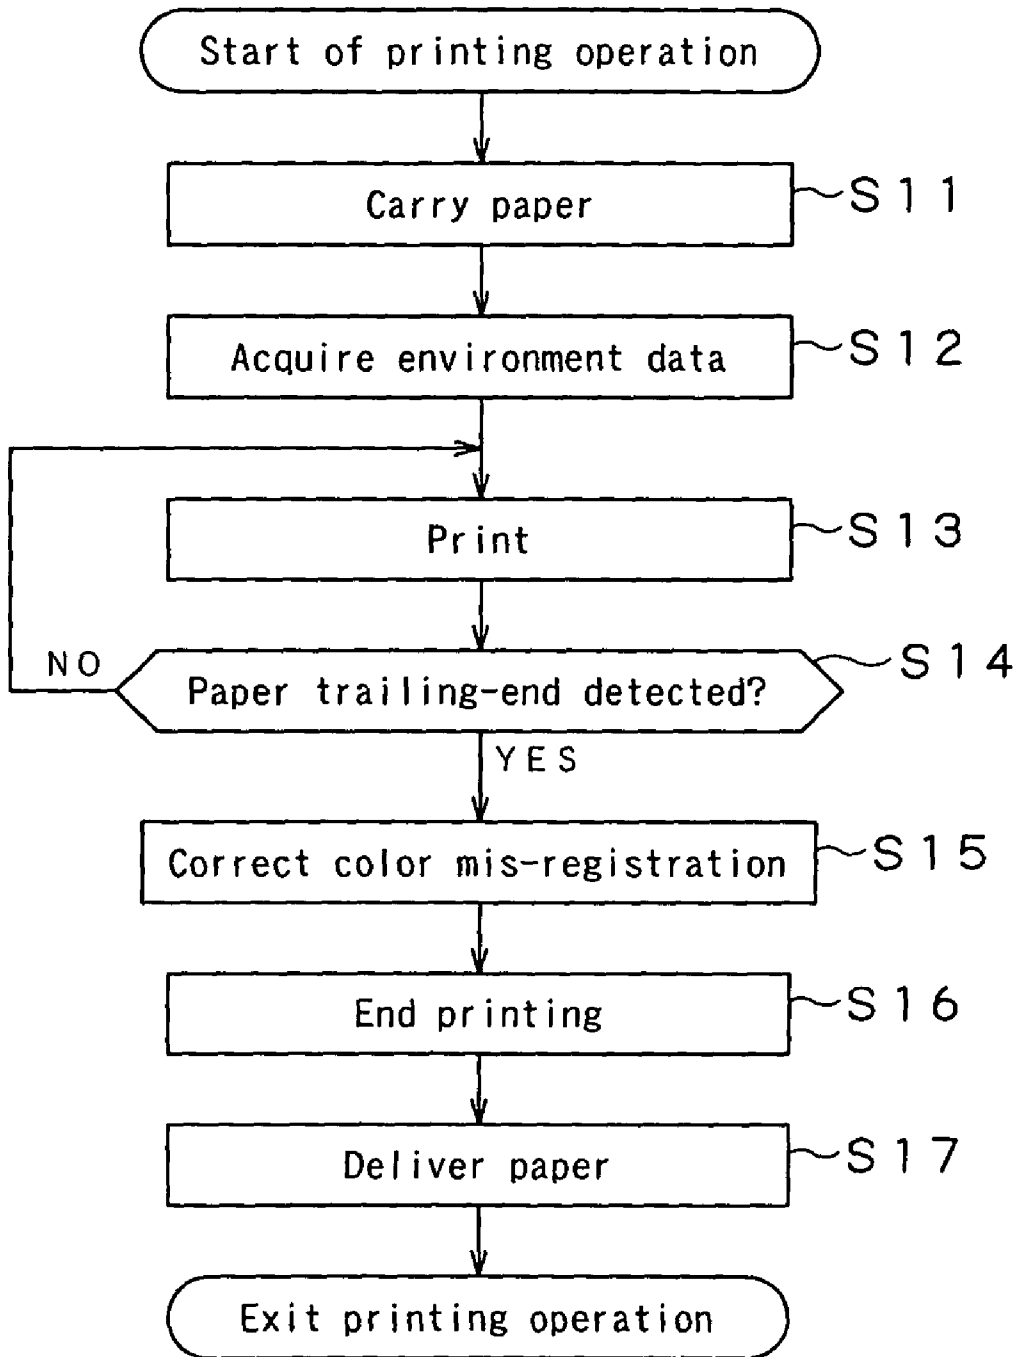 Start of printing operation
Carry paper
S11
Acquire environment data
S12
Print
S13
NO
Paper trailing-end detected?
S14
YES
Correct color mis-registration
S15
End printing
S16
Deliver paper
S17
Exit printing operation